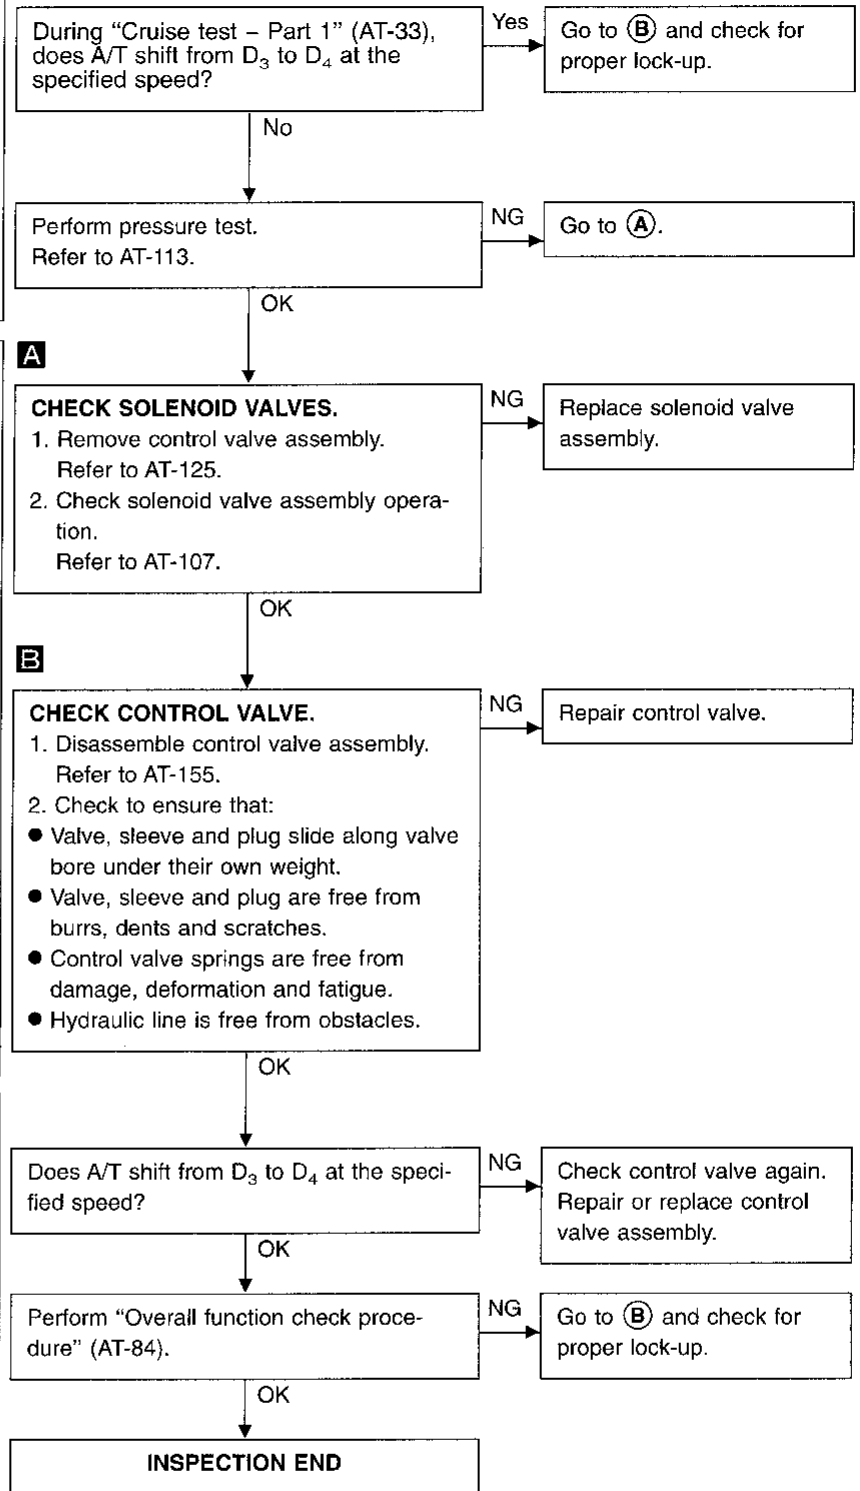 During “Cruise test – Part 1” (AT-33),
does A/T shift from D₃ to D₄ at the
specified speed?
Yes
Go to Ⓑ and check for
proper lock-up.
No
Perform pressure test.
Refer to AT-113.
NG
Go to Ⓐ.
OK
A
CHECK SOLENOID VALVES.
1. Remove control valve assembly.
Refer to AT-125.
2. Check solenoid valve assembly opera-
tion.
Refer to AT-107.
NG
Replace solenoid valve
assembly.
OK
B
CHECK CONTROL VALVE.
1. Disassemble control valve assembly.
Refer to AT-155.
2. Check to ensure that:
● Valve, sleeve and plug slide along valve
bore under their own weight.
● Valve, sleeve and plug are free from
burrs, dents and scratches.
● Control valve springs are free from
damage, deformation and fatigue.
● Hydraulic line is free from obstacles.
NG
Repair control valve.
OK
Does A/T shift from D₃ to D₄ at the speci-
fied speed?
NG
Check control valve again.
Repair or replace control
valve assembly.
OK
Perform “Overall function check proce-
dure” (AT-84).
NG
Go to Ⓑ and check for
proper lock-up.
OK
INSPECTION END